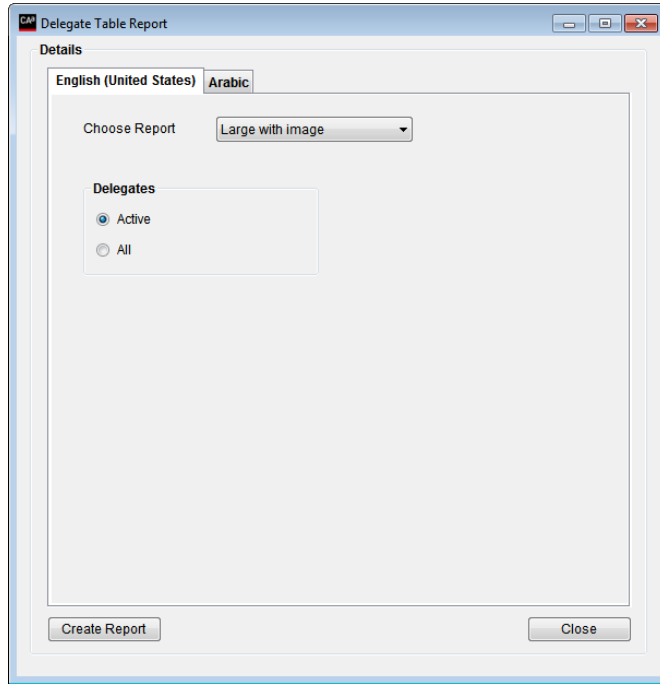 CA³ Delegate Table Report
Details
English (United States) Arabic
Choose Report Large with image
Delegates
Active
All
Create Report Close